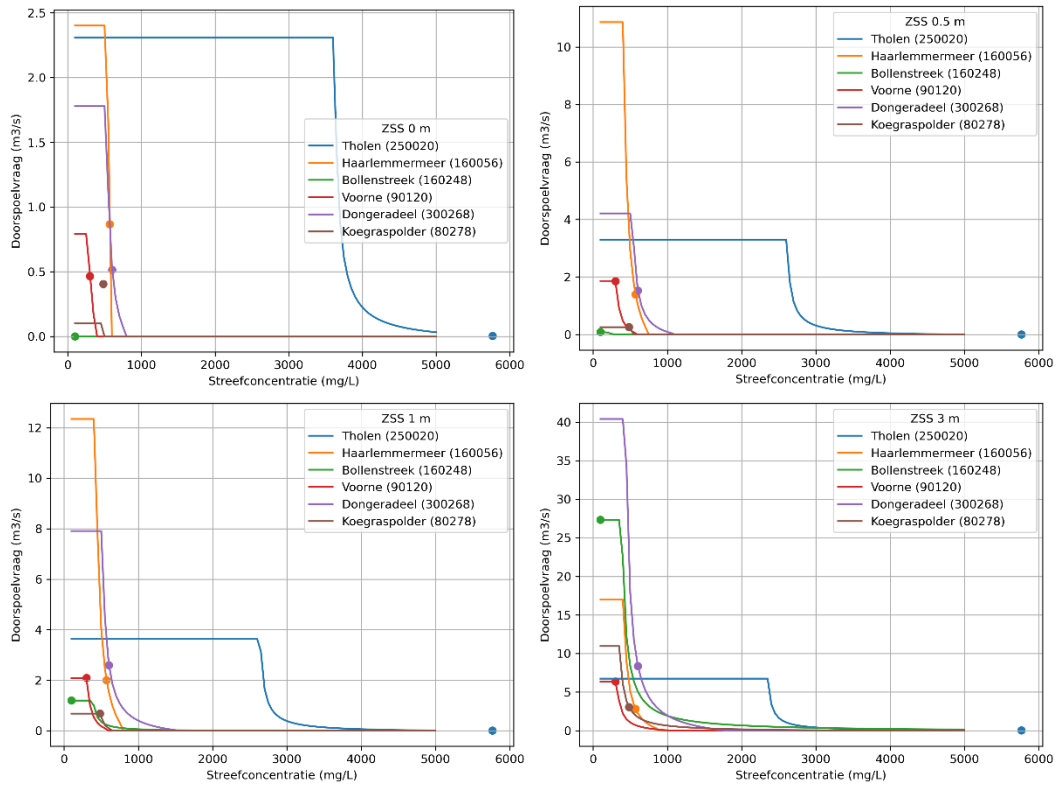 ZSS 0 m
Tholen (250020)
Haarlemmermeer (160056)
Bollenstreek (160248)
Voorne (90120)
Dongeradeel (300268)
Koegraspolder (80278)
Doorspoelvraag (m3/s)
2.5
2.0
1.5
1.0
0.5
0.0
0 1000 2000 3000 4000 5000 6000
Streefconcentratie (mg/L)
ZSS 0.5 m
Tholen (250020)
Haarlemmermeer (160056)
Bollenstreek (160248)
Voorne (90120)
Dongeradeel (300268)
Koegraspolder (80278)
Doorspoelvraag (m3/s)
10
8
6
4
2
0
0 1000 2000 3000 4000 5000 6000
Streefconcentratie (mg/L)
ZSS 1 m
Tholen (250020)
Haarlemmermeer (160056)
Bollenstreek (160248)
Voorne (90120)
Dongeradeel (300268)
Koegraspolder (80278)
Doorspoelvraag (m3/s)
12
10
8
6
4
2
0
0 1000 2000 3000 4000 5000 6000
Streefconcentratie (mg/L)
ZSS 3 m
Tholen (250020)
Haarlemmermeer (160056)
Bollenstreek (160248)
Voorne (90120)
Dongeradeel (300268)
Koegraspolder (80278)
Doorspoelvraag (m3/s)
40
35
30
25
20
15
10
5
0
0 1000 2000 3000 4000 5000 6000
Streefconcentratie (mg/L)